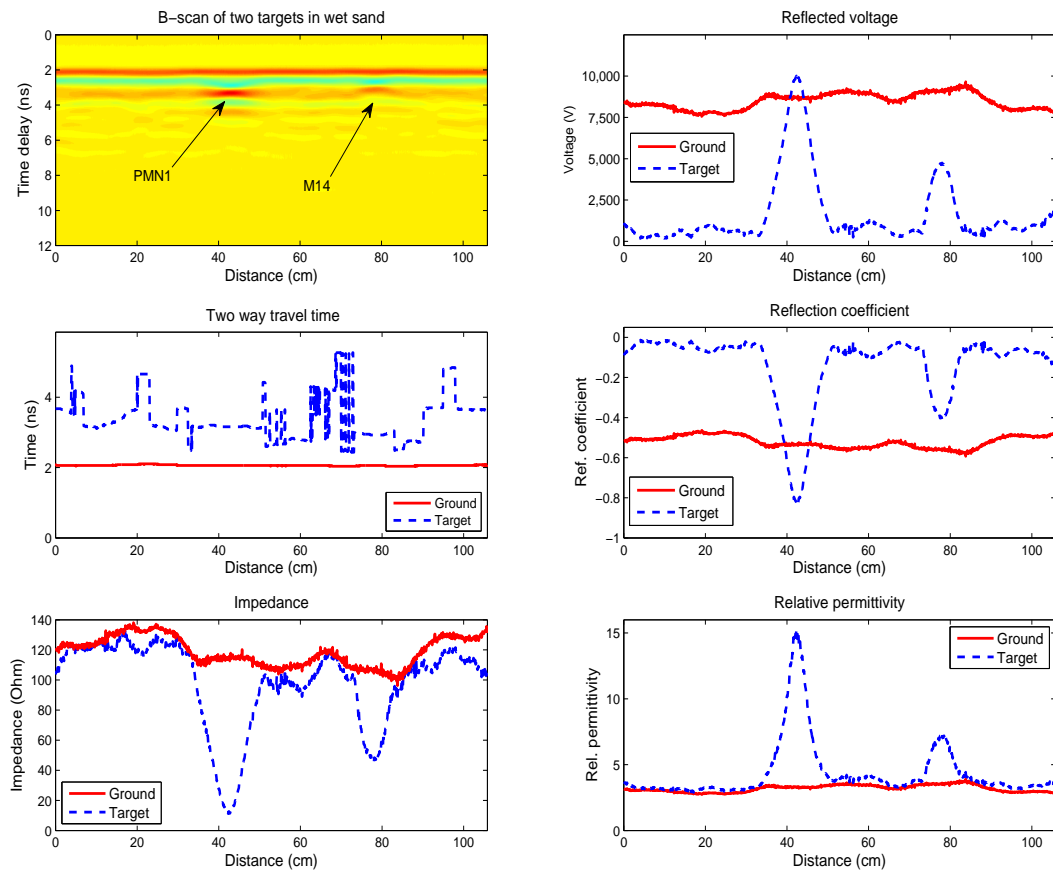 B−scan of two targets in wet sand
0
2
4
6
8
10
12
Time delay (ns)
PMN1
M14
0 20 40 60 80 100
Distance (cm)
Reflected voltage
10,000
7,500
5,000
2,500
0
Voltage (V)
Ground
Target
0 20 40 60 80 100
Distance (cm)
Two way travel time
4
2
0
Time (ns)
Ground
Target
0 20 40 60 80 100
Distance (cm)
Reflection coefficient
0
−0.2
−0.4
−0.6
−0.8
−1
Ref. coefficient
Ground
Target
0 20 40 60 80 100
Distance (cm)
Impedance
140
120
100
80
60
40
20
0
Impedance (Ohm)
Ground
Target
0 20 40 60 80 100
Distance (cm)
Relative permittivity
15
10
5
0
Rel. permittivity
Ground
Target
0 20 40 60 80 100
Distance (cm)